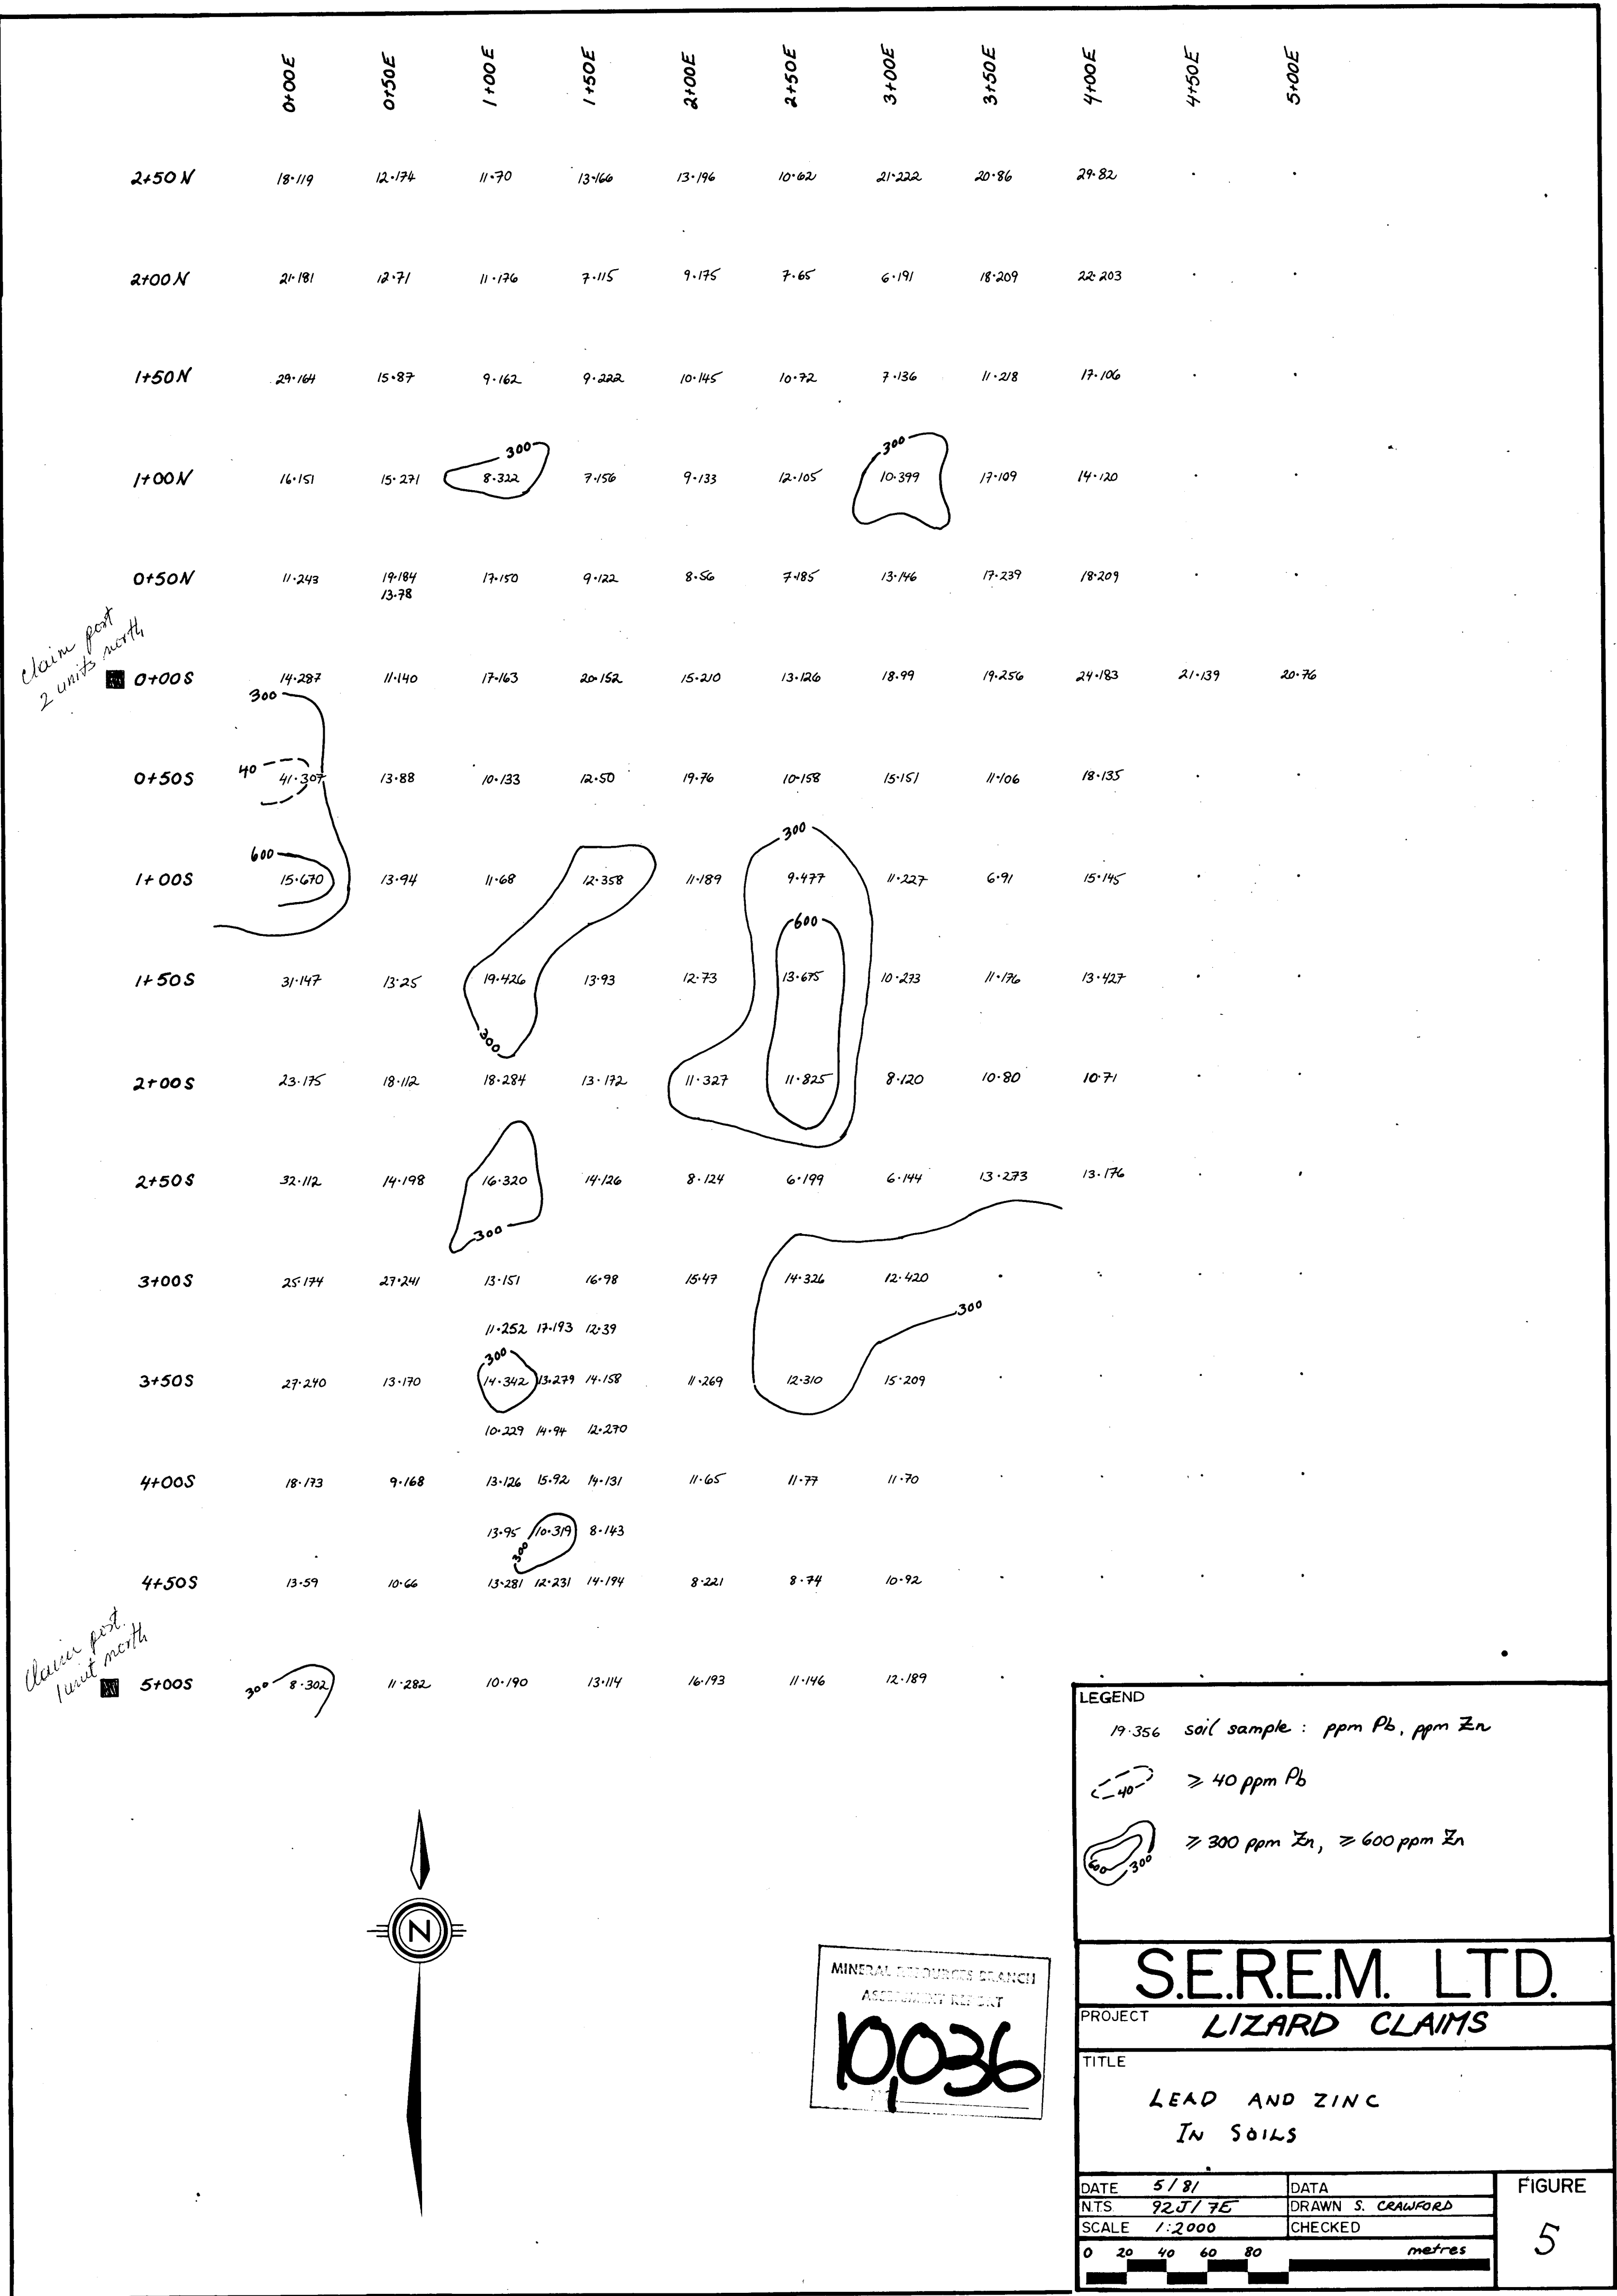 0+00E 0+50E 1+00E 1+50E 2+00E 2+50E 3+00E 3+50E 4+00E 4+50E 5+00E
2+50N 18·119 12·174 11·70 13·166 13·196 10·62 21·222 20·86 29·82
2+00N 21·181 12·71 11·176 7·115 9·175 7·65 6·191 18·209 22·203
1+50N 29·164 15·87 9·162 9·222 10·145 10·72 7·136 11·218 17·106
300 300
1+00N 16·151 15·271 8·322 7·156 9·133 12·105 10·399 17·109 14·120
0+50N 11·243 19·184 17·150 9·122 8·56 7·185 13·146 17·239 18·209
13·78
claim post
2 units north
0+00S 14·287 11·140 17·163 20·152 15·210 13·126 18·99 19·256 24·183 21·139 20·76
300
0+50S 40 41·307 13·88 10·133 12·50 19·76 10·158 15·151 11·106 18·135
300
600
1+00S 15·670 13·94 11·68 12·358 11·189 9·477 11·227 6·91 15·145
600
1+50S 31·147 13·25 19·426 13·93 12·73 13·675 10·273 11·176 13·427
300
2+00S 23·175 18·112 18·284 13·172 11·327 11·825 8·120 10·80 10·71
2+50S 32·112 14·198 16·320 14·126 8·124 6·199 6·144 13·273 13·176
300
3+00S 25·174 27·241 13·151 16·98 15·47 14·326 12·420
300
11·252 17·193 12·39
300
3+50S 27·240 13·170 14·342 13·279 14·158 11·269 12·310 15·209
10·229 14·94 12·270
4+00S 18·173 9·168 13·126 15·92 14·131 11·65 11·77 11·70
13·95 10·319 8·143
300
4+50S 13·59 10·66 13·281 12·231 14·194 8·221 8·74 10·92
Claim post.
1 unit north
5+00S 300 8·302 11·282 10·190 13·114 16·193 11·146 12·189
LEGEND
19·356 soil sample : ppm Pb, ppm Zn
40 ≥ 40 ppm Pb
600 300 ≥ 300 ppm Zn, ≥ 600 ppm Zn
N
MINERAL RESOURCES BRANCH
ASSESSMENT REPORT
10,036
S.E.R.E.M. LTD.
PROJECT LIZARD CLAIMS
TITLE
LEAD AND ZINC
IN SOILS
DATE 5/81 DATA
N.T.S. 92J/7E DRAWN S. CRAWFORD
SCALE 1:2000 CHECKED
0 20 40 60 80 metres
FIGURE
5